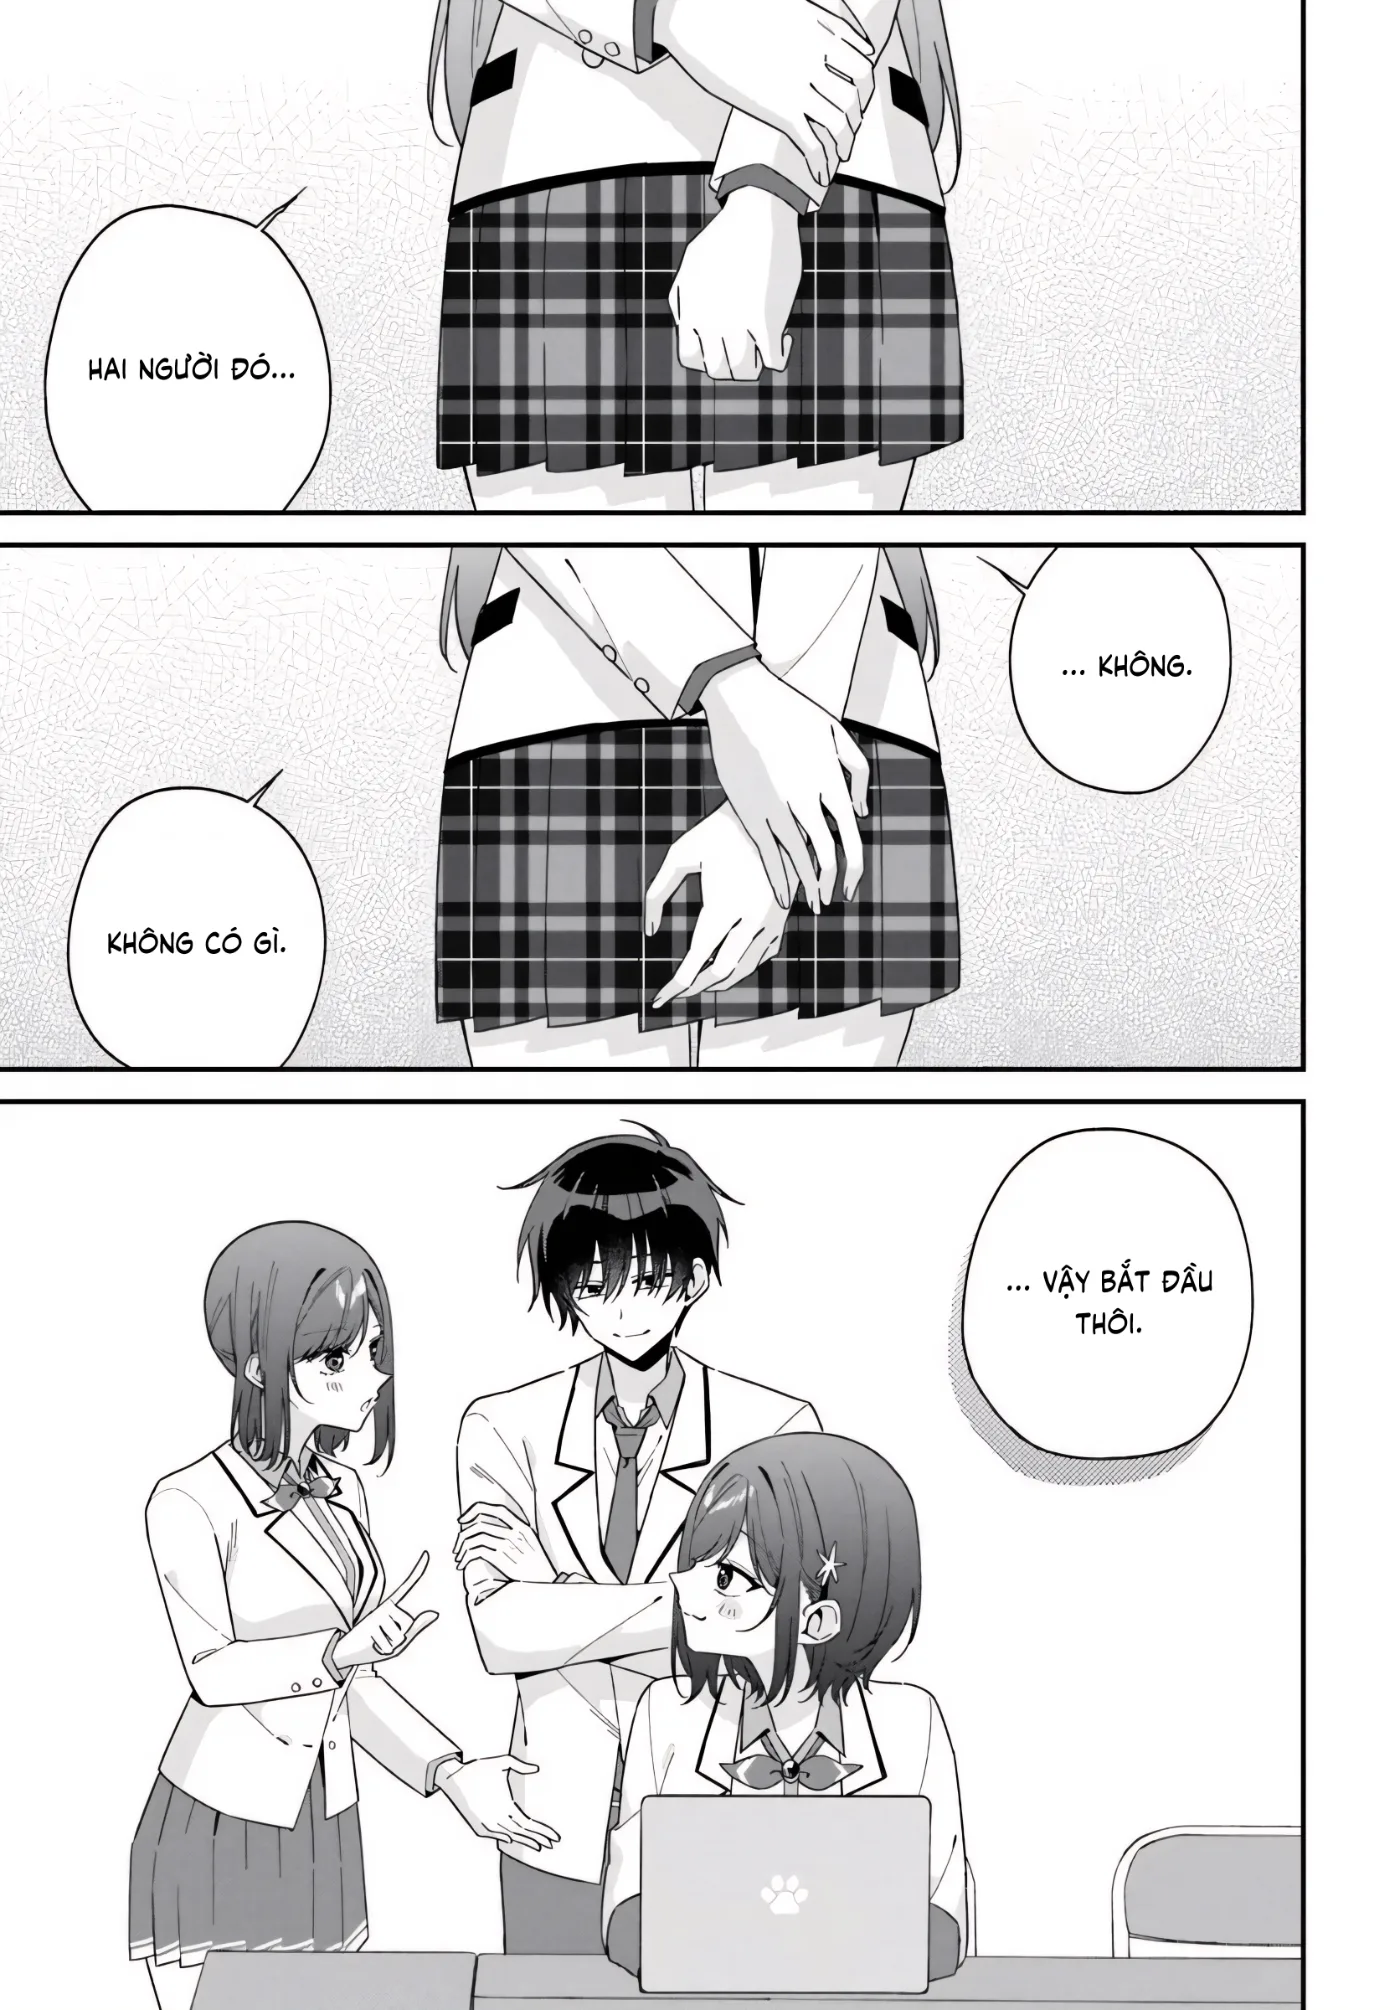 HAI NGƯỜI ĐÓ...
... KHÔNG.
KHÔNG CÓ GÌ.
... VẬY BẮT ĐẦU
THÔI.